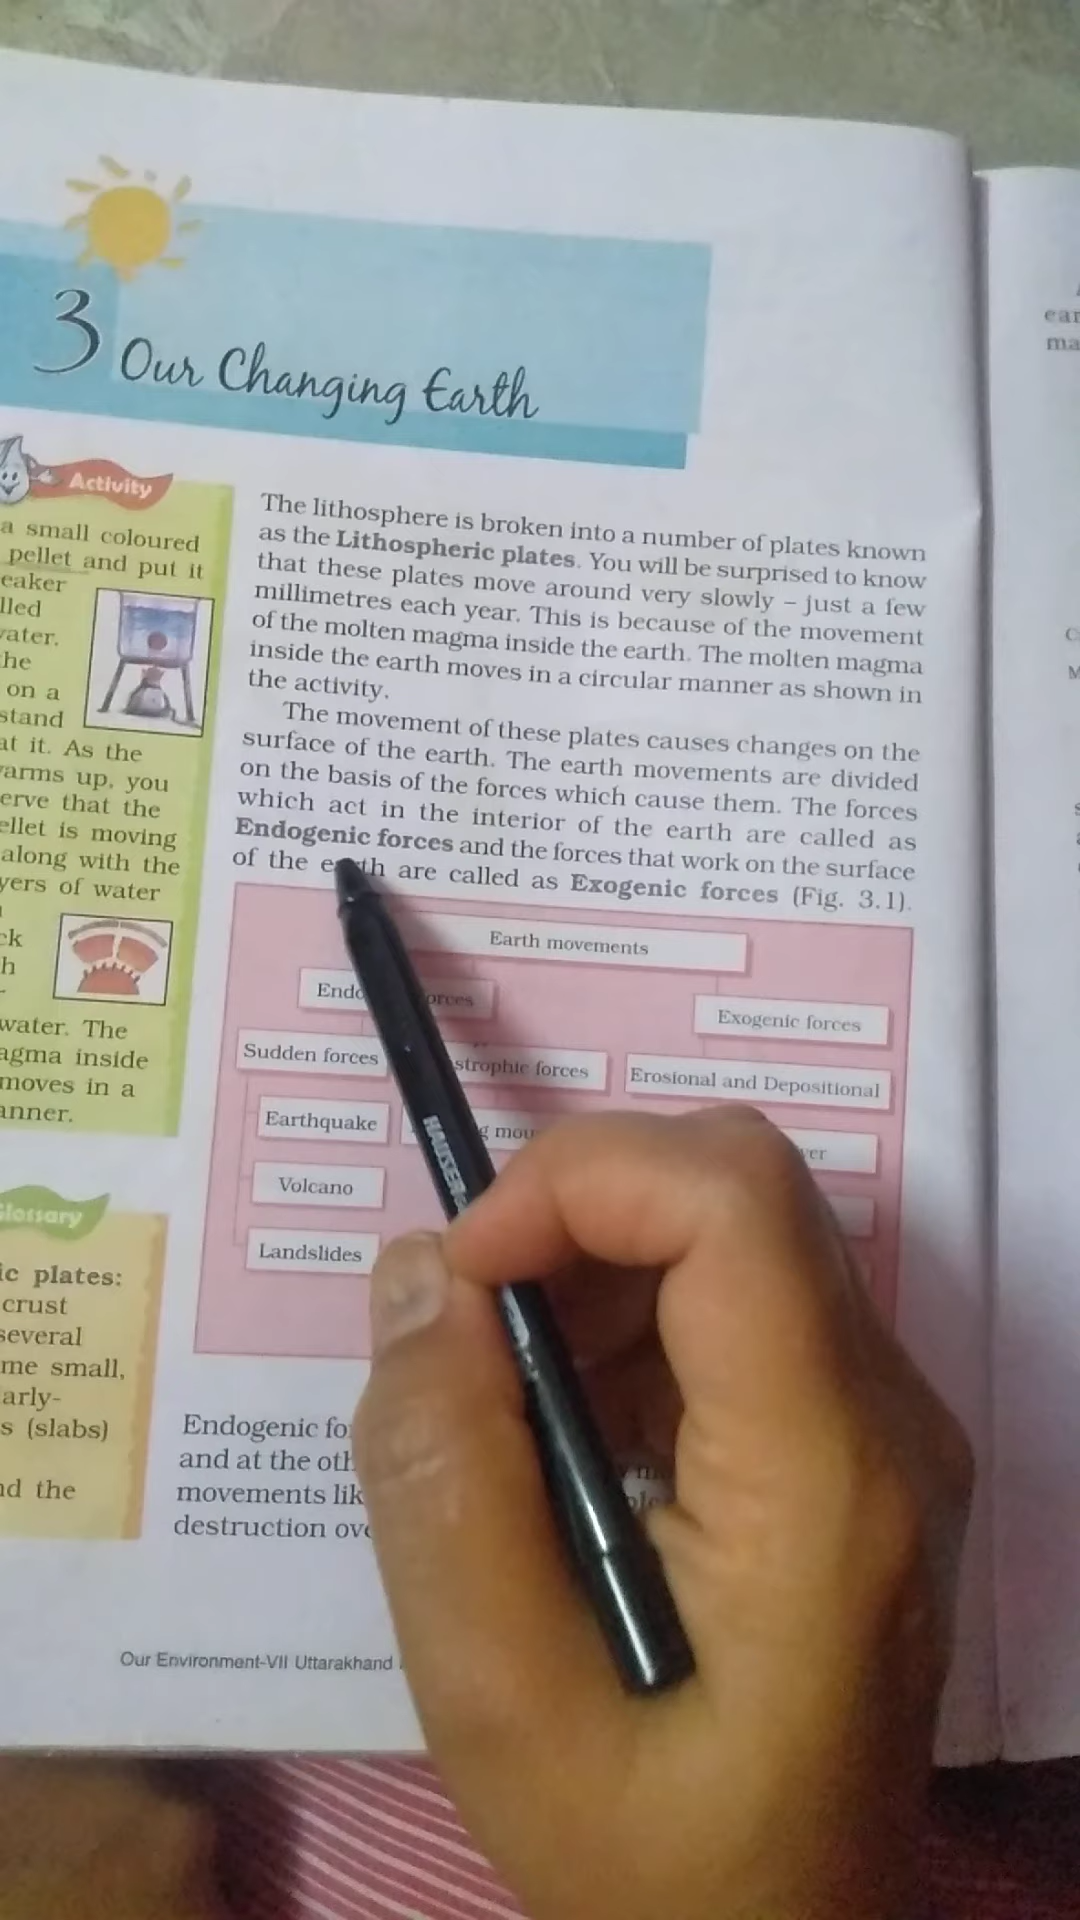 3 Our Changing Earth
Activity
a small coloured
pellet and put it
eaker
lled
water.
he
on a
stand
at it. As the
arms up, you
erve that the
ellet is moving
along with the
yers of water
ck
h
water. The
agma inside
moves in a
anner.
Glossary
ic plates:
crust
several
me small,
arly-
s (slabs)
nd the
The lithosphere is broken into a number of plates known
as the Lithospheric plates. You will be surprised to know
that these plates move around very slowly – just a few
millimetres each year. This is because of the movement
of the molten magma inside the earth. The molten magma
inside the earth moves in a circular manner as shown in
the activity.
The movement of these plates causes changes on the
surface of the earth. The earth movements are divided
on the basis of the forces which cause them. The forces
which act in the interior of the earth are called as
Endogenic forces and the forces that work on the surface
of the earth are called as Exogenic forces (Fig. 3.1).
Earth movements
Endo orces
Exogenic forces
Sudden forces
strophic forces
Erosional and Depositional
Earthquake
g mou
ver
Volcano
Landslides
Endogenic fo
and at the oth
movements lik
destruction ove
Our Environment-VII Uttarakhand
HAUSER
ear
ma